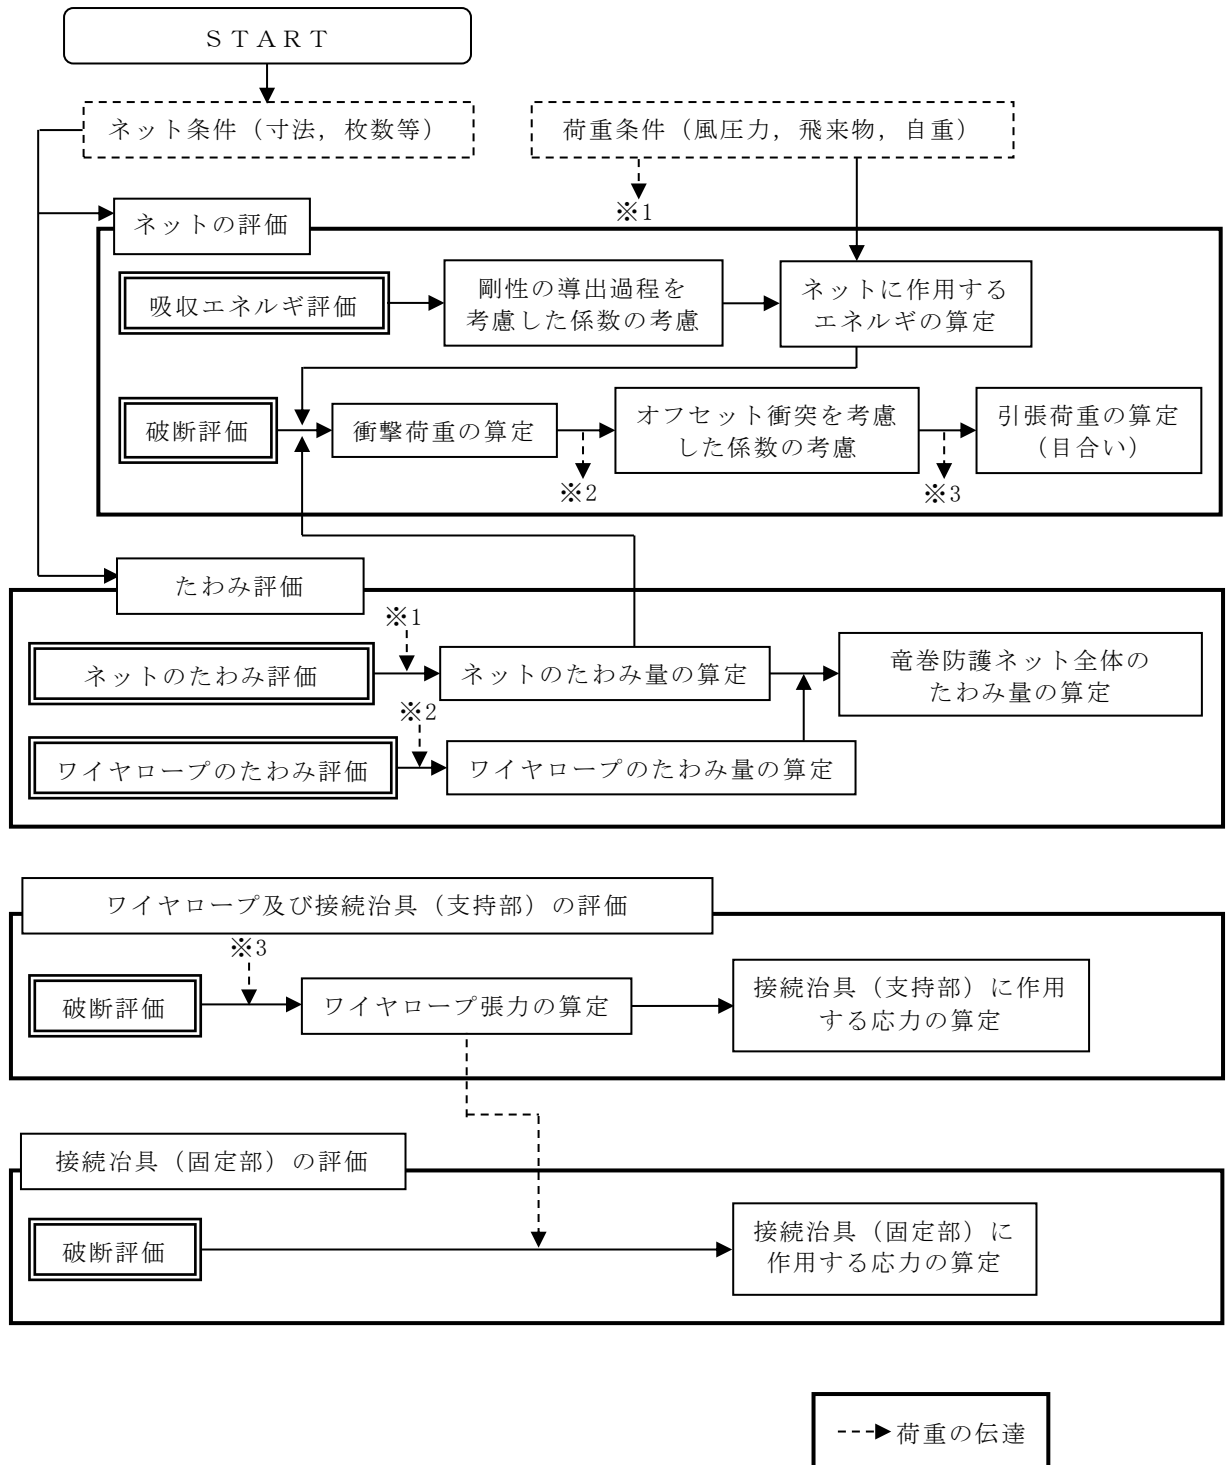 ＳＴＡＲＴ
ネット条件（寸法，枚数等）
荷重条件（風圧力，飛来物，自重）
※1
ネットの評価
吸収エネルギ評価
剛性の導出過程を
考慮した係数の考慮
ネットに作用する
エネルギの算定
破断評価
衝撃荷重の算定
オフセット衝突を考慮
した係数の考慮
引張荷重の算定
（目合い）
※2
※3
たわみ評価
※1
ネットのたわみ評価
ネットのたわみ量の算定
竜巻防護ネット全体の
たわみ量の算定
※2
ワイヤロープのたわみ評価
ワイヤロープのたわみ量の算定
ワイヤロープ及び接続治具（支持部）の評価
※3
破断評価
ワイヤロープ張力の算定
接続治具（支持部）に作用
する応力の算定
接続冶具（固定部）の評価
破断評価
接続治具（固定部）に
作用する応力の算定
荷重の伝達